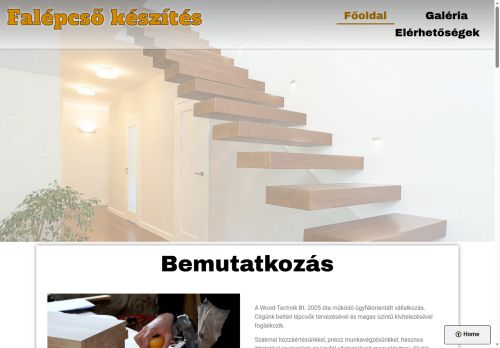 Falépcső készítés
Főoldal
Galéria
Elérhetőségek
Bemutatkozás
A Wood-Technik Bt. 2005 óta működő ügyfélorientált vállalkozás.
Cégünk beltéri lépcsők tervezésével és magas szintű kivitelezésével
foglalkozik.
Szakmai hozzáértésünkkel, precíz munkavégzésünkkel, hasznos
Home